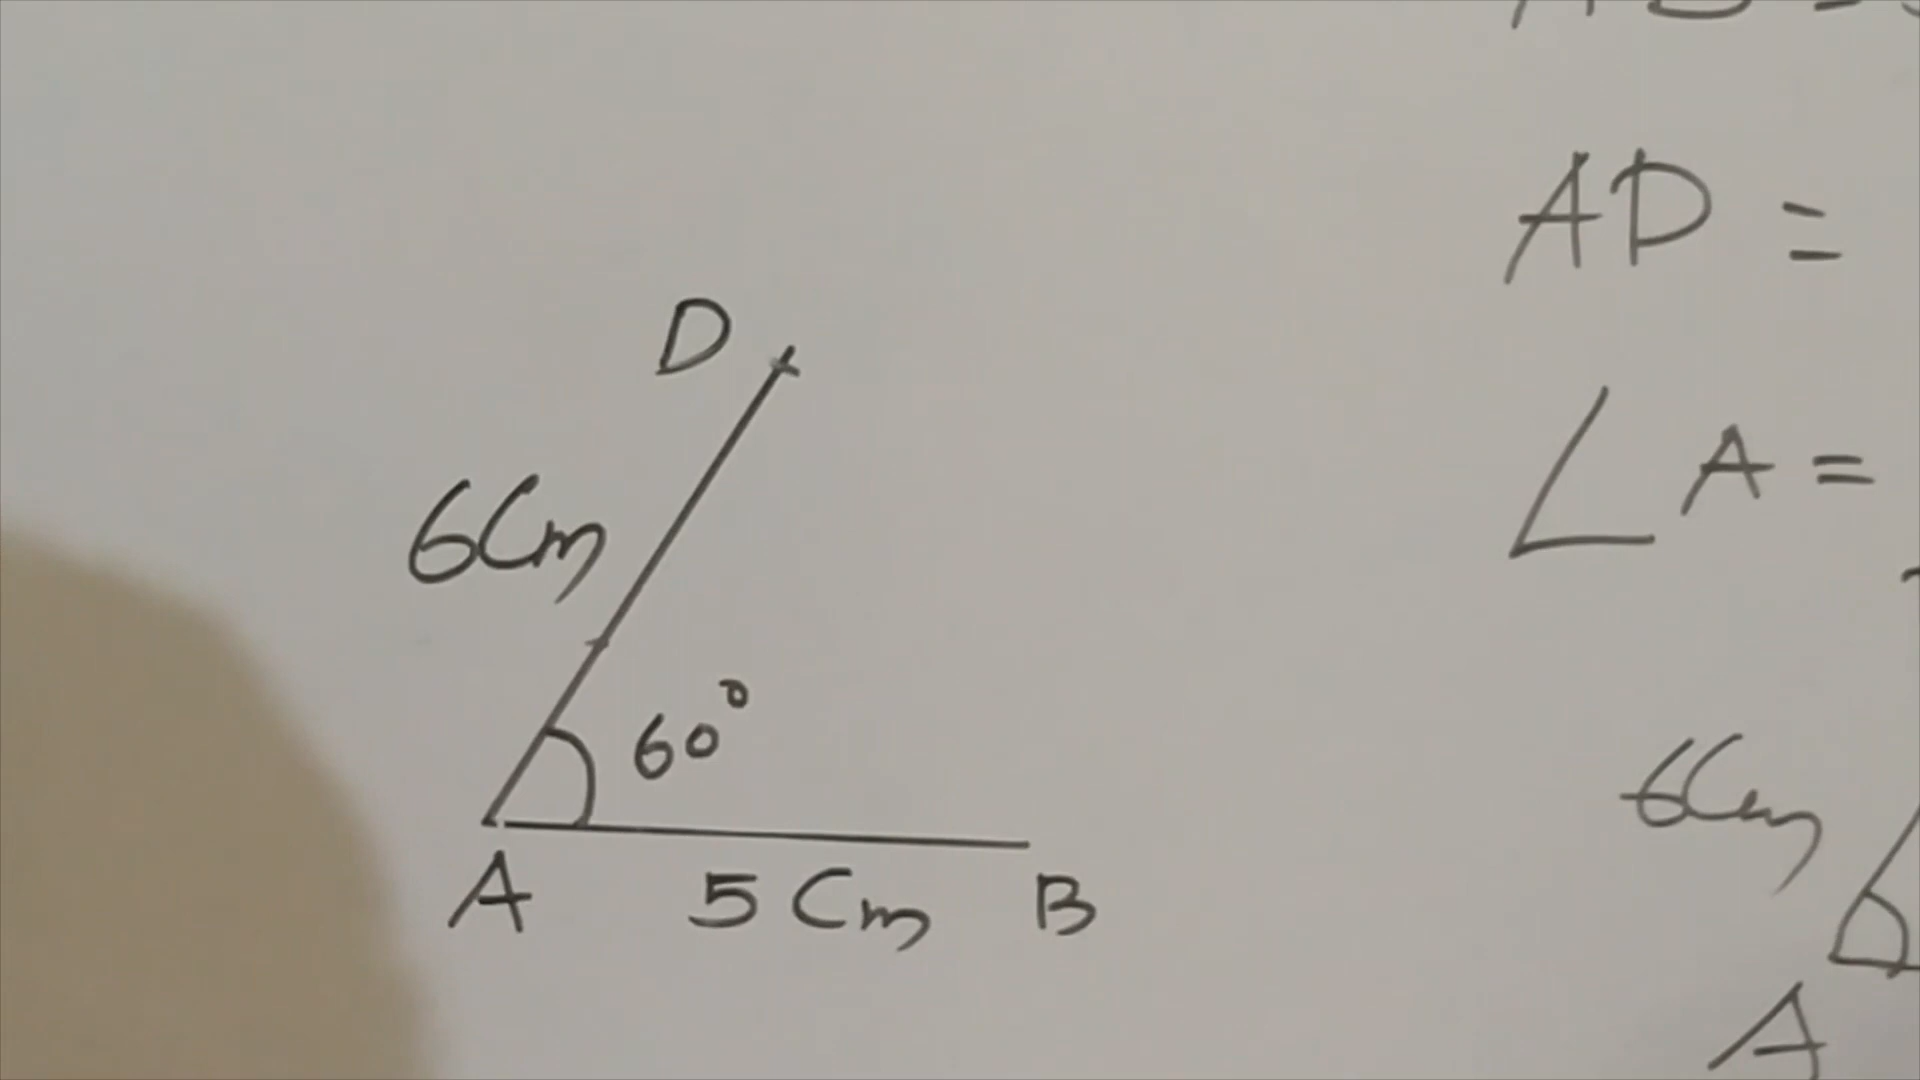 AD =
∠A =
D
6Cm
60°
A 5 Cm B
6Cm
A